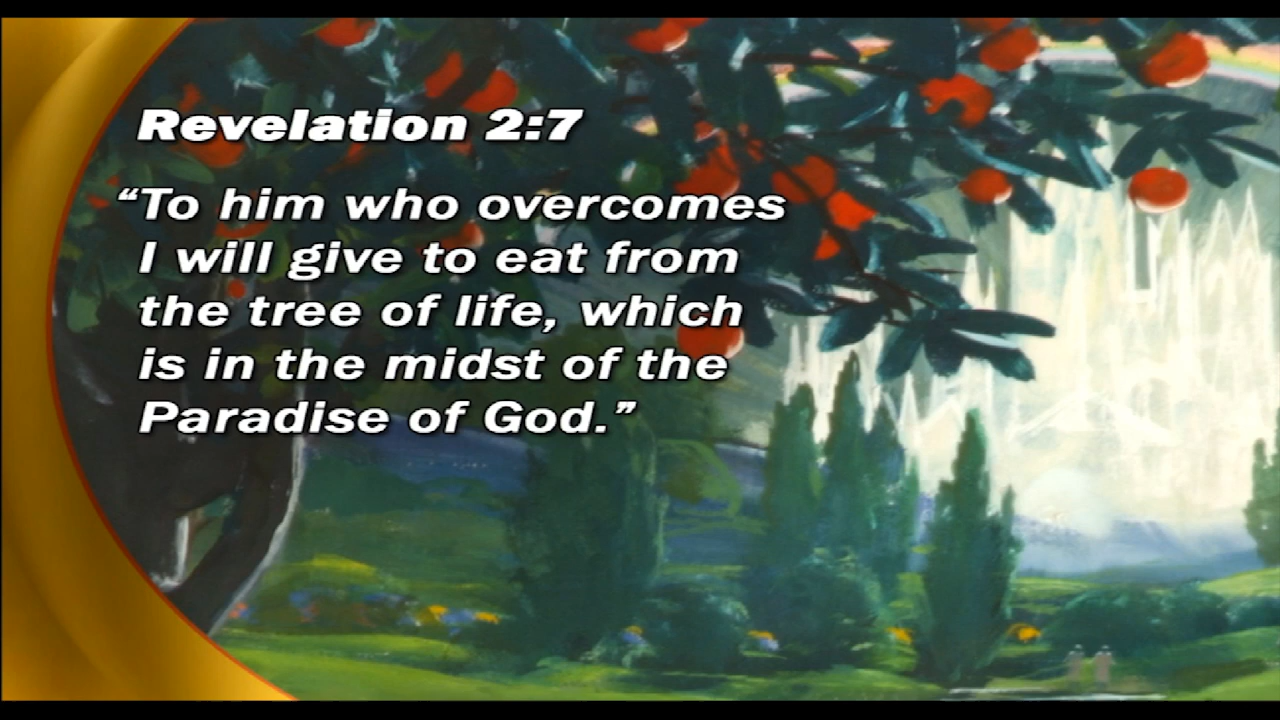 Revelation 2:7
“To him who overcomes
I will give to eat from
the tree of life, which
is in the midst of the
Paradise of God.”